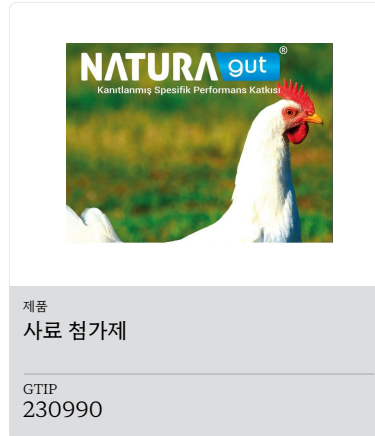 NATURA gut®
Kanıtlanmış Spesifik Performans Katkısı
제품
사료 첨가제
GTIP
230990